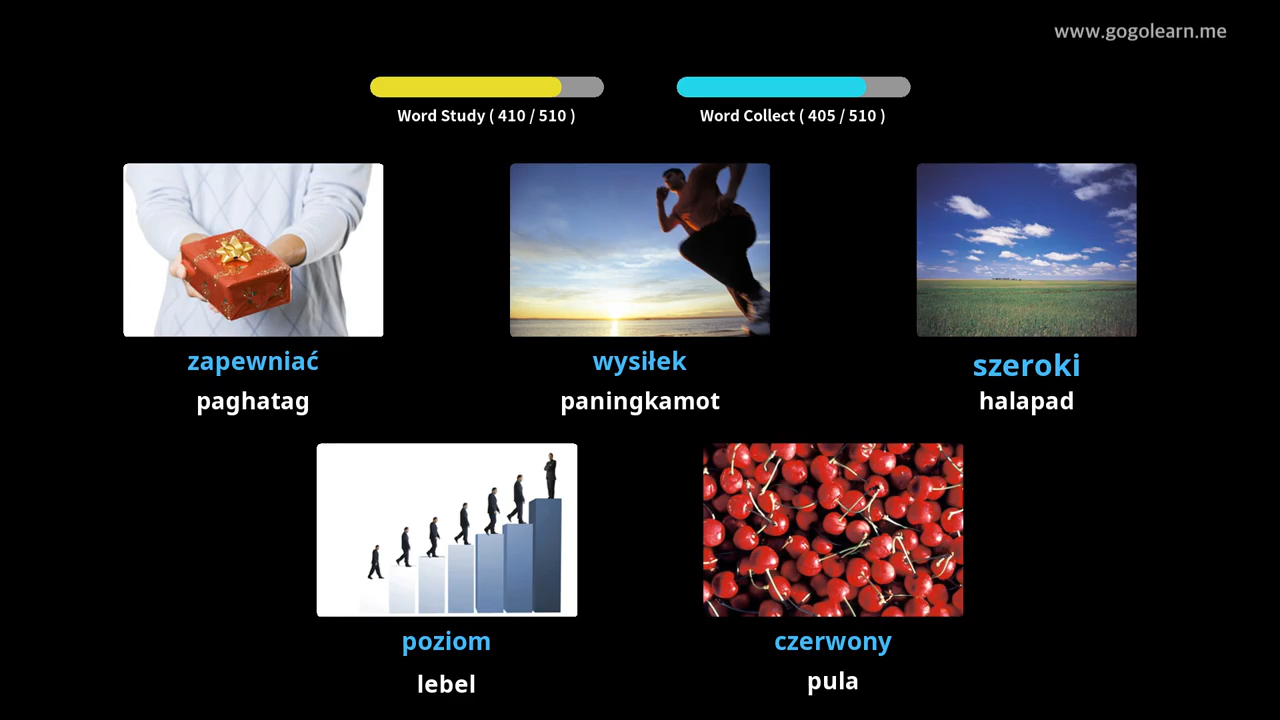 www.gogolearn.me
Word Study ( 410 / 510 )
Word Collect ( 405 / 510 )
zapewniać
paghatag
wysiłek
paningkamot
szeroki
halapad
poziom
lebel
czerwony
pula